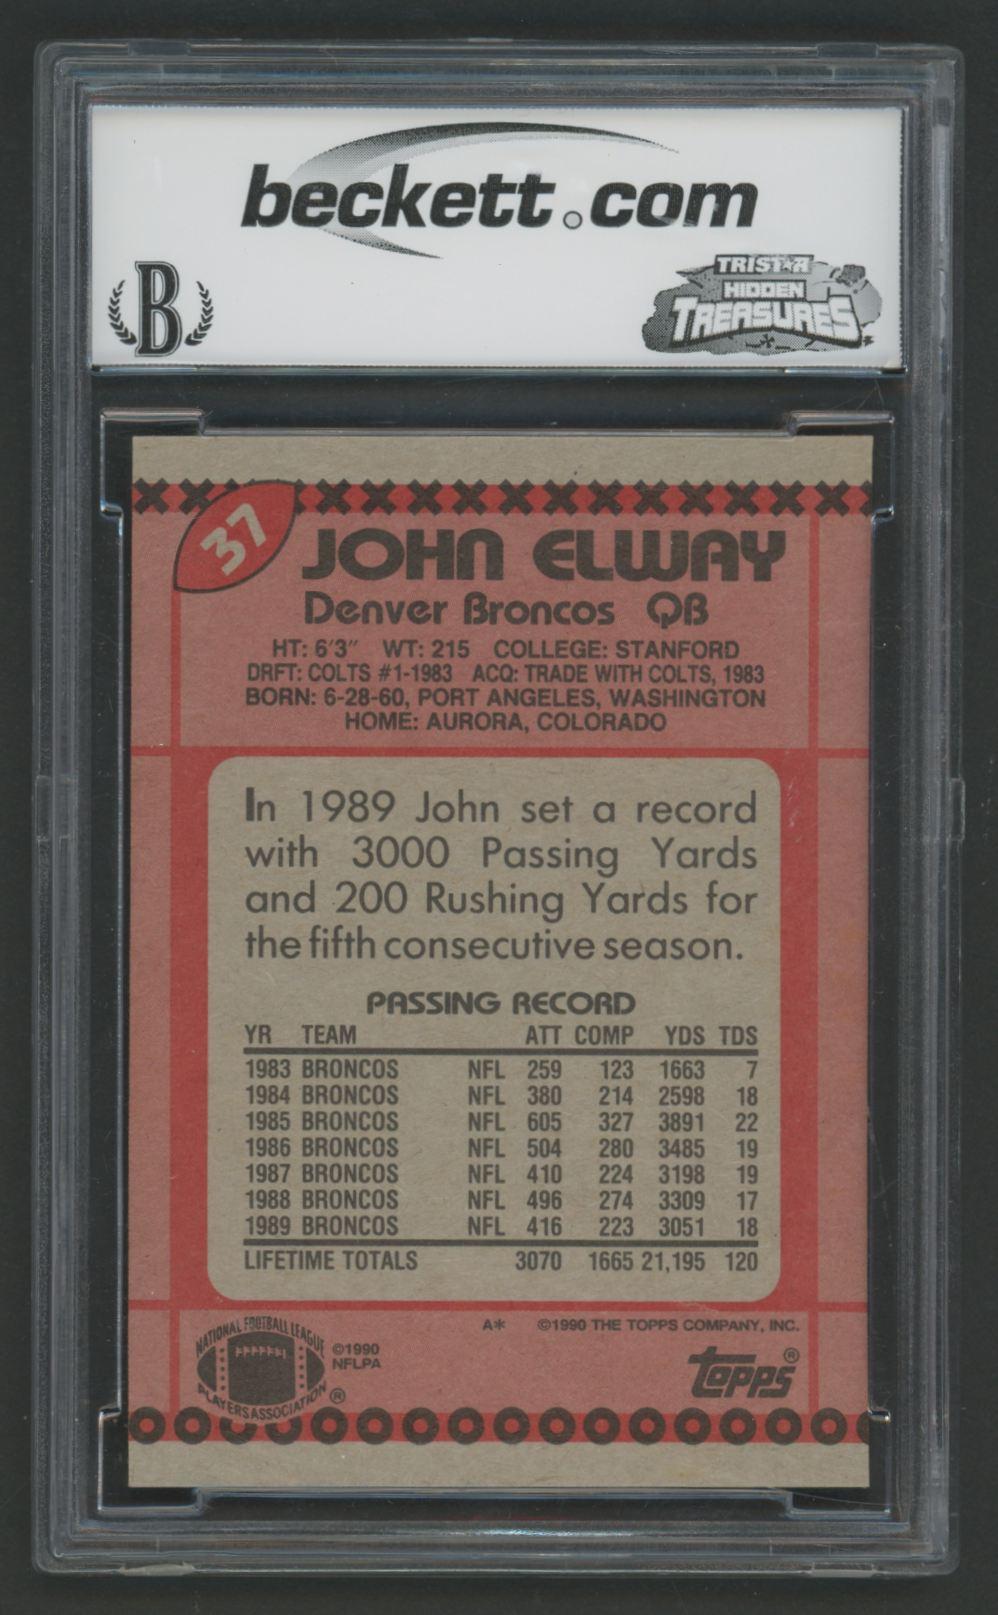 beckett.com
B
TRISTAR
HIDDEN
TREASURES
37
JOHN ELWAY
Denver Broncos QB
HT: 6'3" WT: 215 COLLEGE: STANFORD
DRFT: COLTS #1-1983 ACQ: TRADE WITH COLTS, 1983
BORN: 6-28-60, PORT ANGELES, WASHINGTON
HOME: AURORA, COLORADO
In 1989 John set a record
with 3000 Passing Yards
and 200 Rushing Yards for
the fifth consecutive season.
PASSING RECORD
YR TEAM ATT COMP YDS TDS
1983 BRONCOS NFL 259 123 1663 7
1984 BRONCOS NFL 380 214 2598 18
1985 BRONCOS NFL 605 327 3891 22
1986 BRONCOS NFL 504 280 3485 19
1987 BRONCOS NFL 410 224 3198 19
1988 BRONCOS NFL 496 274 3309 17
1989 BRONCOS NFL 416 223 3051 18
LIFETIME TOTALS 3070 1665 21,195 120
A* ©1990 THE TOPPS COMPANY, INC.
NATIONAL FOOTBALL LEAGUE
PLAYERS ASSOCIATION ®
©1990
NFLPA
topps®